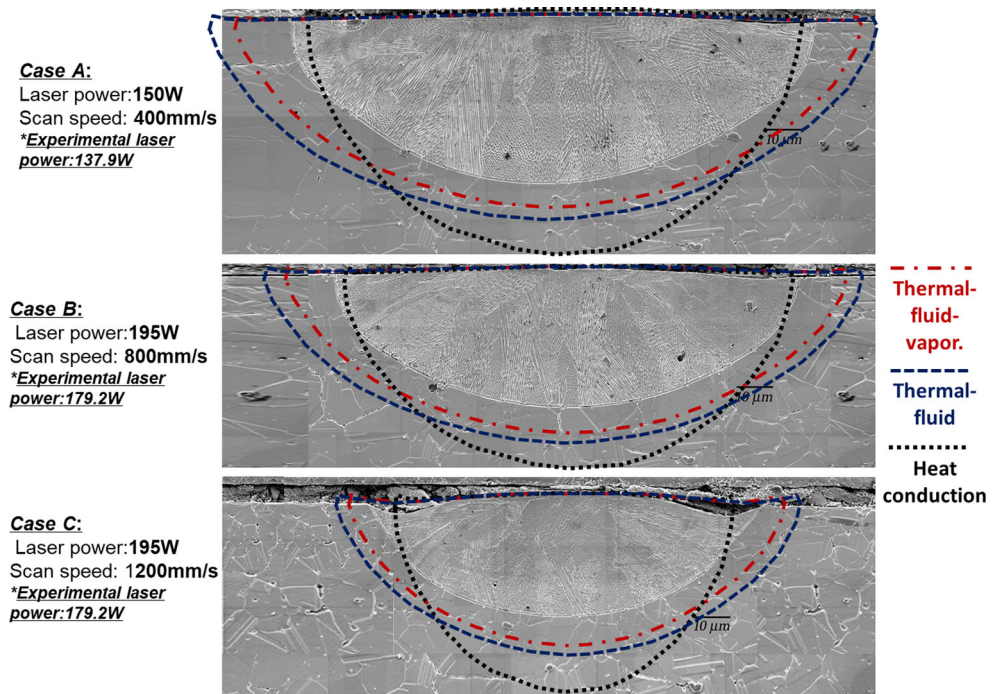 Case A:
Laser power:150W
Scan speed: 400mm/s
*Experimental laser
power:137.9W
10 μm
Case B:
Laser power:195W
Scan speed: 800mm/s
*Experimental laser
power:179.2W
10 μm
Case C:
Laser power:195W
Scan speed: 1200mm/s
*Experimental laser
power:179.2W
10 μm
Thermal-
fluid-
vapor.
Thermal-
fluid
Heat
conduction